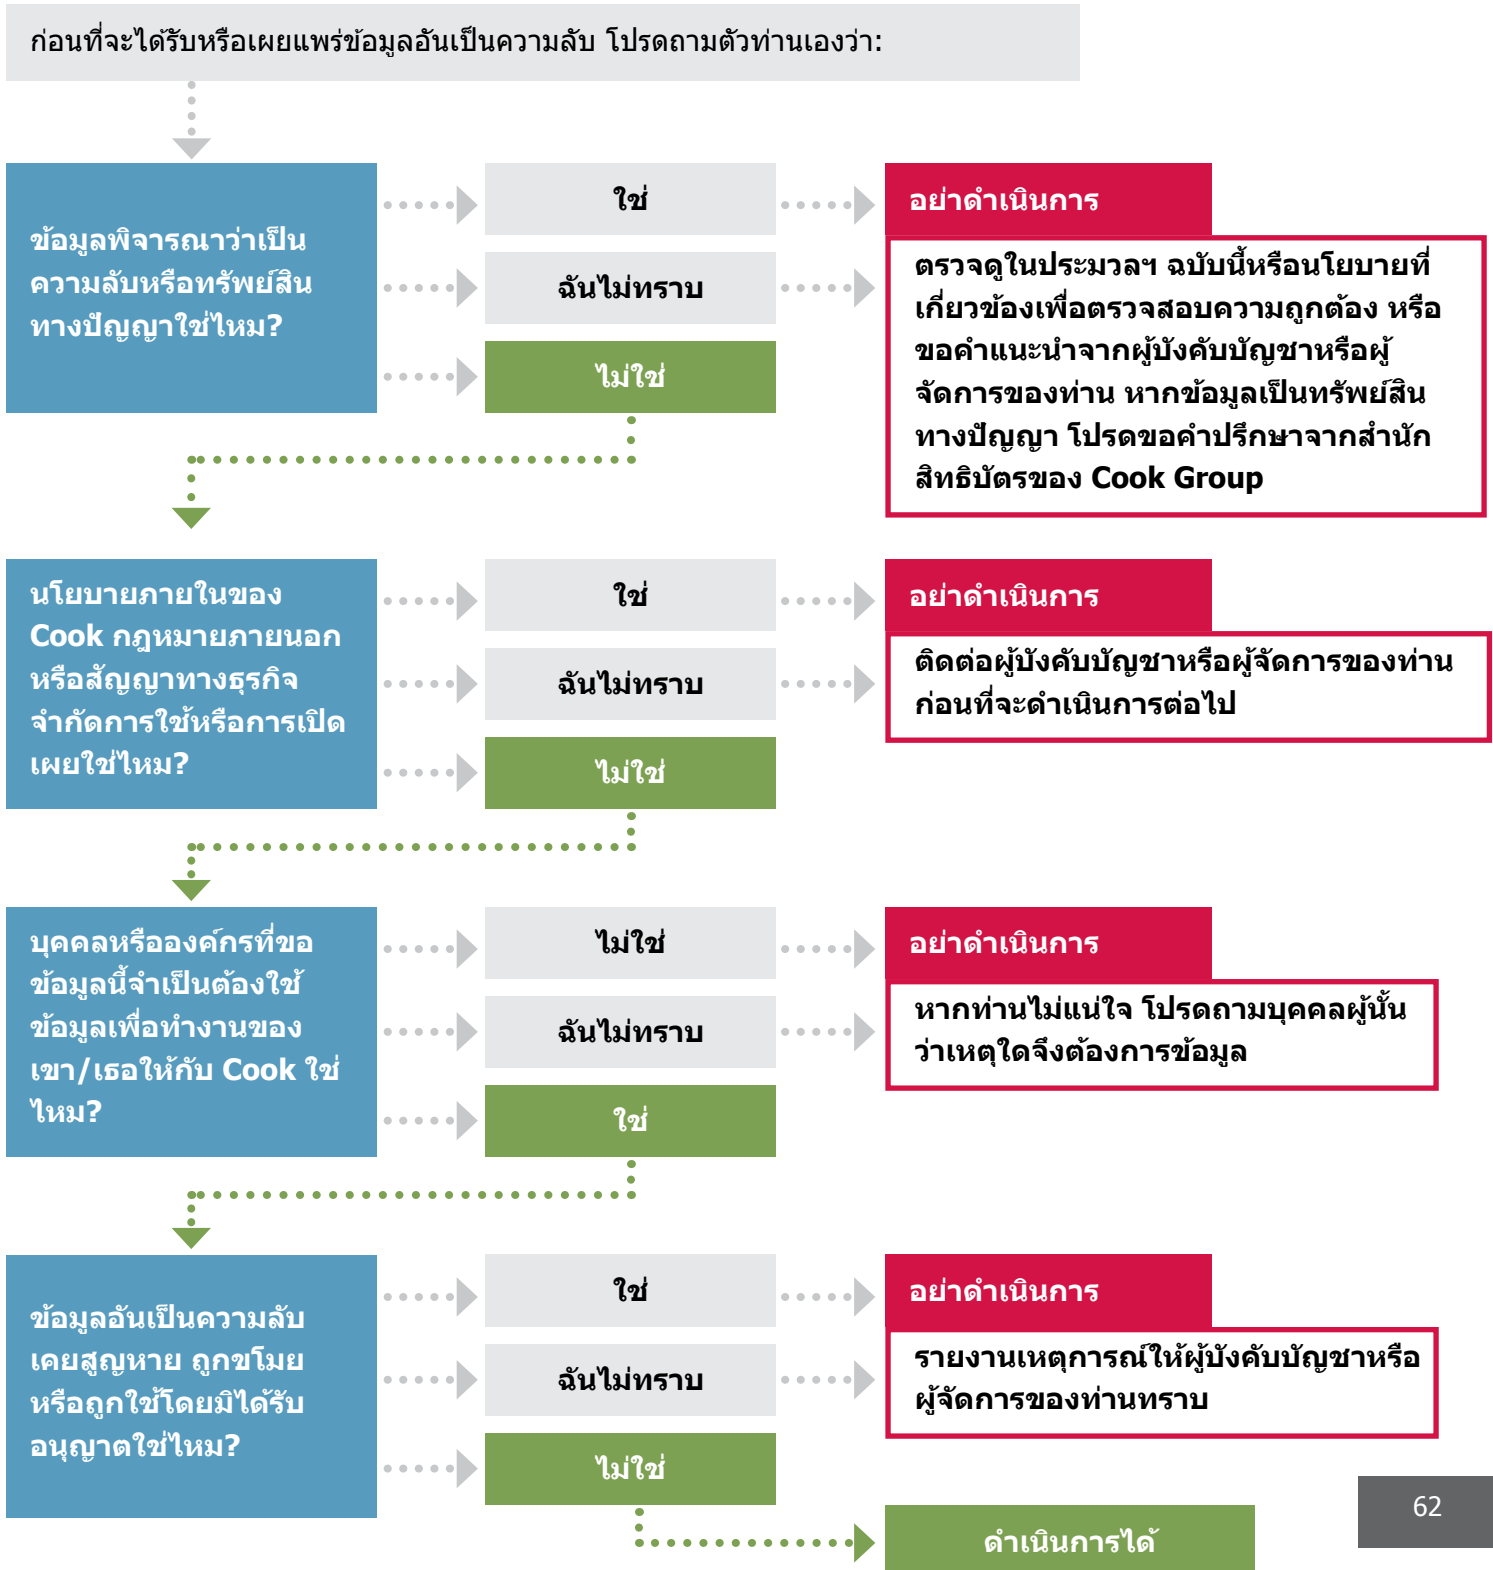 ก่อนที่จะได้รับหรือเผยแพร่ข้อมูลอันเป็นความลับ โปรดถามตัวท่านเองว่า:
ข้อมูลพิจารณาว่าเป็น
ความลับหรือทรัพย์สิน
ทางปัญญาใช่ไหม?
ใช่
ฉันไม่ทราบ
ไม่ใช่
อย่าดำเนินการ
ตรวจดูในประมวลฯ ฉบับนี้หรือนโยบายที่
เกี่ยวข้องเพื่อตรวจสอบความถูกต้อง หรือ
ขอคำแนะนำจากผู้บังคับบัญชาหรือผู้
จัดการของท่าน หากข้อมูลเป็นทรัพย์สิน
ทางปัญญา โปรดขอคำปรึกษาจากสำนัก
สิทธิบัตรของ Cook Group
นโยบายภายในของ
Cook กฎหมายภายนอก
หรือสัญญาทางธุรกิจ
จำกัดการใช้หรือการเปิด
เผยใช่ไหม?
ใช่
ฉันไม่ทราบ
ไม่ใช่
อย่าดำเนินการ
ติดต่อผู้บังคับบัญชาหรือผู้จัดการของท่าน
ก่อนที่จะดำเนินการต่อไป
บุคคลหรือองค์กรที่ขอ
ข้อมูลนี้จำเป็นต้องใช้
ข้อมูลเพื่อทำงานของ
เขา/เธอให้กับ Cook ใช่
ไหม?
ไม่ใช่
ฉันไม่ทราบ
ใช่
อย่าดำเนินการ
หากท่านไม่แน่ใจ โปรดถามบุคคลผู้นั้น
ว่าเหตุใดจึงต้องการข้อมูล
ข้อมูลอันเป็นความลับ
เคยสูญหาย ถูกขโมย
หรือถูกใช้โดยมิได้รับ
อนุญาตใช่ไหม?
ใช่
ฉันไม่ทราบ
ไม่ใช่
อย่าดำเนินการ
รายงานเหตุการณ์ให้ผู้บังคับบัญชาหรือ
ผู้จัดการของท่านทราบ
ดำเนินการได้
62